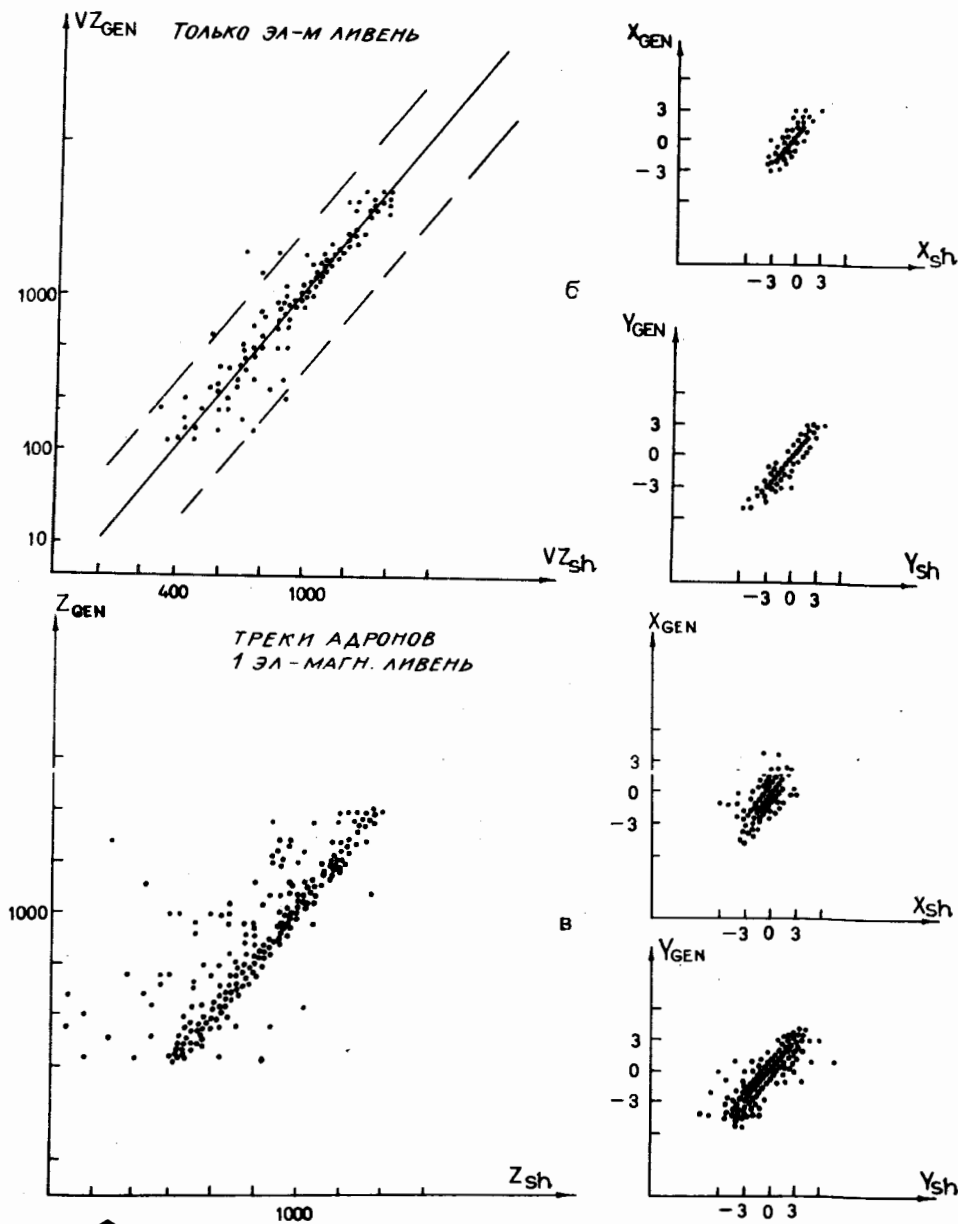 VZGEN ТОЛЬКО ЭЛ-М ЛИВЕНЬ
1000
100
10
400 1000
VZsh
XGEN
3
0
-3
Xsh
-3 0 3
б
YGEN
3
0
-3
Ysh
-3 0 3
ZGEN
ТРЕКИ АДРОНОВ
1 ЭЛ-МАГН. ЛИВЕНЬ
1000
Zsh
1000
XGEN
3
0
-3
Xsh
-3 0 3
в
YGEN
3
0
-3
Ysh
-3 0 3